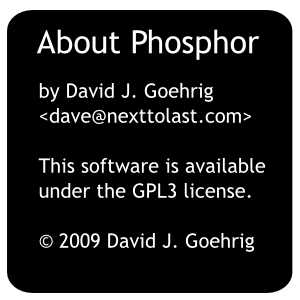 About Phosphor
by David J. Goehrig
<dave@nexttolast.com>
This software is available
under the GPL3 license.
© 2009 David J. Goehrig